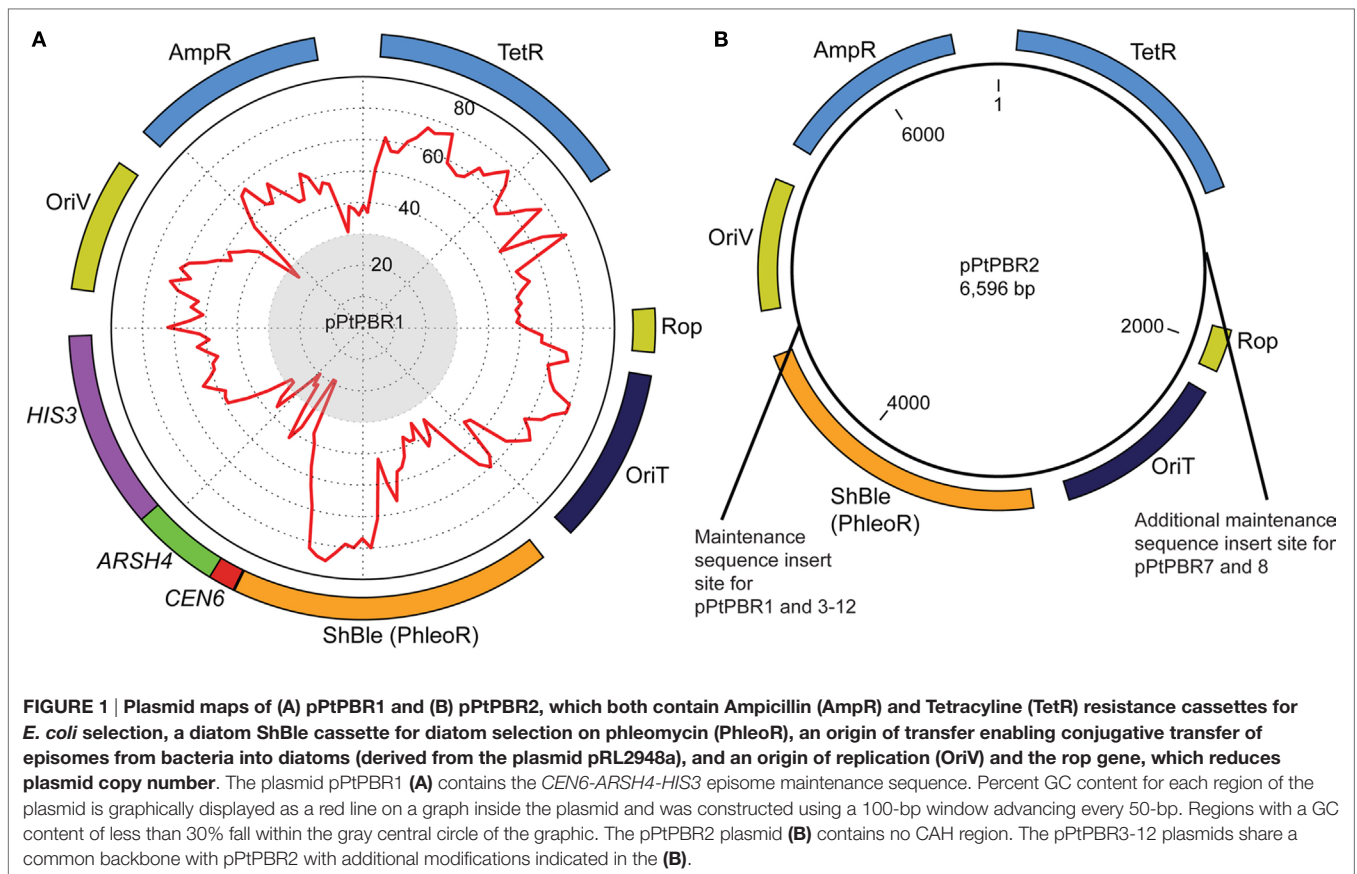 A
AmpR
TetR
80
60
40
20
OriV
pPtPBR1
Rop
HIS3
OriT
ARSH4
CEN6
ShBle (PhleoR)
B
AmpR
TetR
1
6000
OriV
pPtPBR2
6,596 bp
2000
Rop
4000
OriT
ShBle
(PhleoR)
Maintenance
sequence insert
site for
pPtPBR1 and 3-12
Additional maintenance
sequence insert site for
pPtPBR7 and 8
FIGURE 1 | Plasmid maps of (A) pPtPBR1 and (B) pPtPBR2, which both contain Ampicillin (AmpR) and Tetracyline (TetR) resistance cassettes for
E. coli selection, a diatom ShBle cassette for diatom selection on phleomycin (PhleoR), an origin of transfer enabling conjugative transfer of
episomes from bacteria into diatoms (derived from the plasmid pRL2948a), and an origin of replication (OriV) and the rop gene, which reduces
plasmid copy number. The plasmid pPtPBR1 (A) contains the CEN6-ARSH4-HIS3 episome maintenance sequence. Percent GC content for each region of the
plasmid is graphically displayed as a red line on a graph inside the plasmid and was constructed using a 100-bp window advancing every 50-bp. Regions with a GC
content of less than 30% fall within the gray central circle of the graphic. The pPtPBR2 plasmid (B) contains no CAH region. The pPtPBR3-12 plasmids share a
common backbone with pPtPBR2 with additional modifications indicated in the (B).